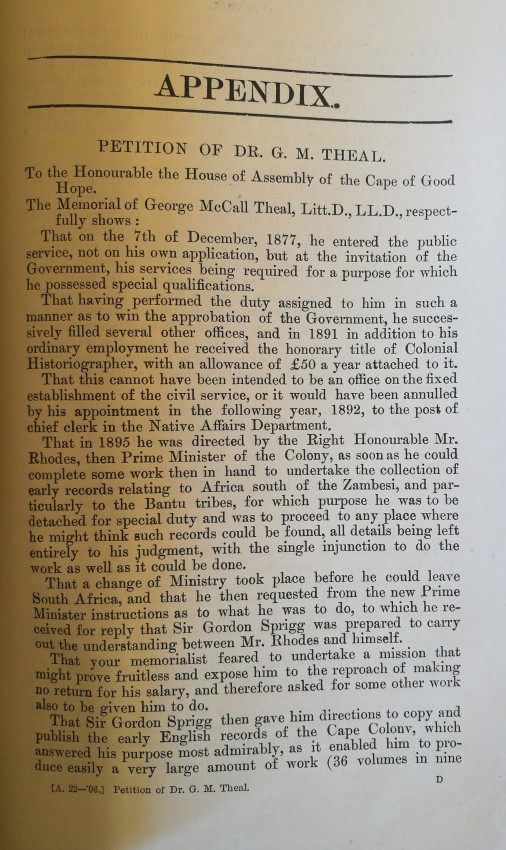 APPENDIX.
PETITION OF DR. G. M. THEAL.
To the Honourable the House of Assembly of the Cape of Good
Hope.
The Memorial of George McCall Theal, Litt.D., LL.D., respect-
fully shows :
That on the 7th of December, 1877, he entered the public
service, not on his own application, but at the invitation of the
Government, his services being required for a purpose for which
he possessed special qualifications.
That having performed the duty assigned to him in such a
manner as to win the approbation of the Government, he succes-
sively filled several other offices, and in 1891 in addition to his
ordinary employment he received the honorary title of Colonial
Historiographer, with an allowance of £50 a year attached to it.
That this cannot have been intended to be an office on the fixed
establishment of the civil service, or it would have been annulled
by his appointment in the following year, 1892, to the post of
chief clerk in the Native Affairs Department.
That in 1895 he was directed by the Right Honourable Mr.
Rhodes, then Prime Minister of the Colony, as soon as he could
complete some work then in hand to undertake the collection of
early records relating to Africa south of the Zambesi, and par-
ticularly to the Bantu tribes, for which purpose he was to be
detached for special duty and was to proceed to any place where
he might think such records could be found, all details being left
entirely to his judgment, with the single injunction to do the
work as well as it could be done.
That a change of Ministry took place before he could leave
South Africa, and that he then requested from the new Prime
Minister instructions as to what he was to do, to which he re-
ceived for reply that Sir Gordon Sprigg was prepared to carry
out the understanding between Mr. Rhodes and himself.
That your memorialist feared to undertake a mission that
might prove fruitless and expose him to the reproach of making
no return for his salary, and therefore asked for some other work
also to be given him to do.
That Sir Gordon Sprigg then gave him directions to copy and
publish the early English records of the Cape Colony, which
answered his purpose most admirably, as it enabled him to pro-
duce easily a very large amount of work (36 volumes in nine
D
[A. 22—'06.] Petition of Dr. G. M. Theal.